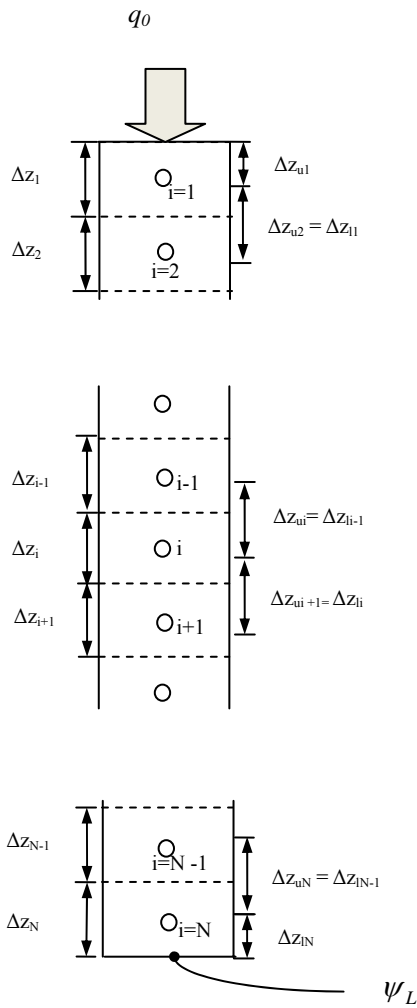 q0
Δz1
Δzu1
i=1
Δz2
Δzu2 = Δzl1
i=2
Δzi-1
i-1
Δzui= Δzli-1
Δzi
i
Δzi+1
i+1
Δzui +1= Δzli
ΔzN-1
i=N -1
ΔzuN = ΔzlN-1
ΔzN
i=N
ΔzlN
ψL